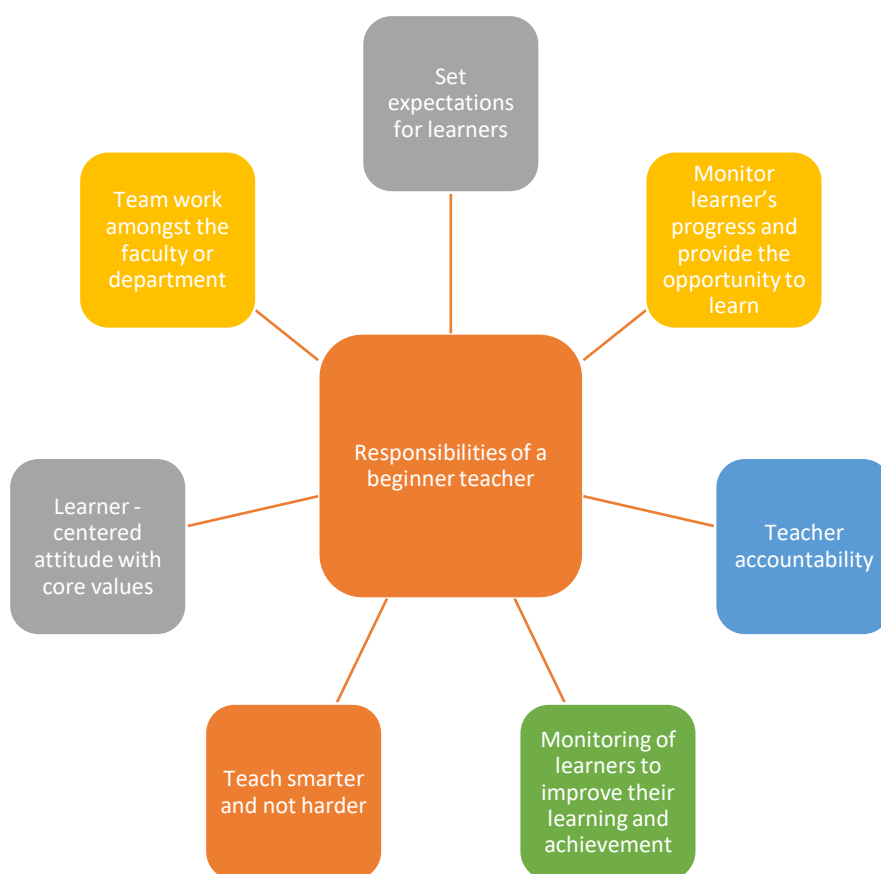 Set
expectations
for learners
Monitor
learner's
progress and
provide the
opportunity to
learn
Team work
amongst the
faculty or
department
Responsibilities of a
beginner teacher
Learner -
centered
attitude with
core values
Teacher
accountability
Teach smarter
and not harder
Monitoring of
learners to
improve their
learning and
achievement